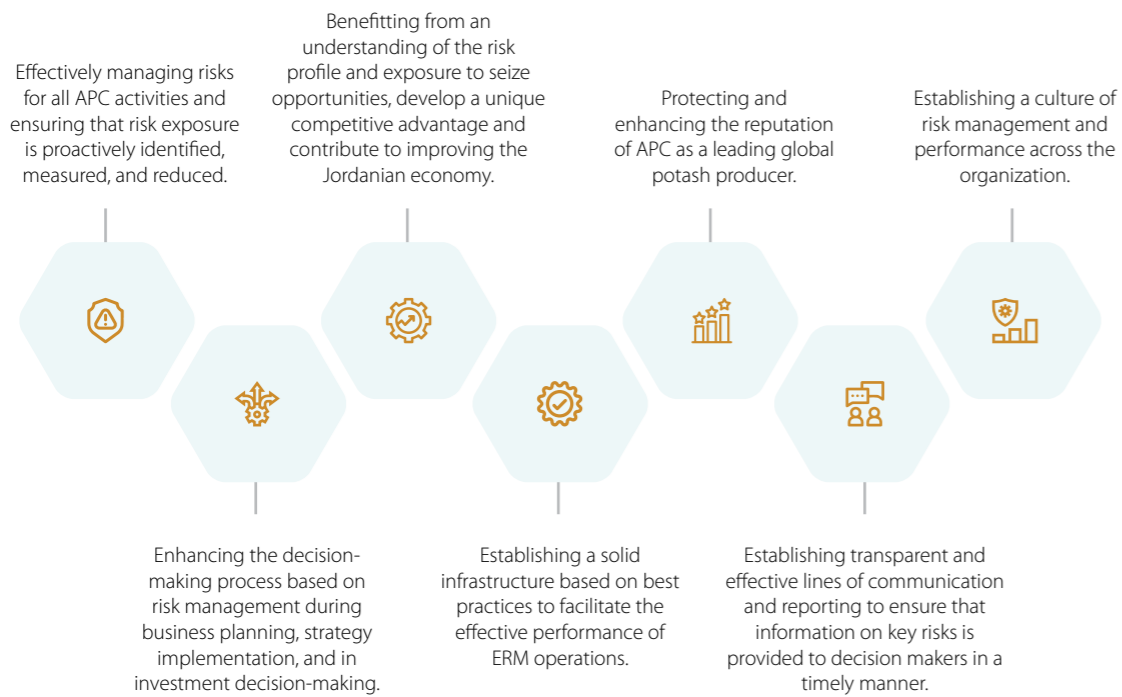 Effectively managing risks
for all APC activities and
ensuring that risk exposure
is proactively identified,
measured, and reduced.
Enhancing the decision-
making process based on
risk management during
business planning, strategy
implementation, and in
investment decision-making.
Benefitting from an
understanding of the risk
profile and exposure to seize
opportunities, develop a unique
competitive advantage and
contribute to improving the
Jordanian economy.
Establishing a solid
infrastructure based on best
practices to facilitate the
effective performance of
ERM operations.
Protecting and
enhancing the reputation
of APC as a leading global
potash producer.
Establishing transparent and
effective lines of communication
and reporting to ensure that
information on key risks is
provided to decision makers in a
timely manner.
Establishing a culture of
risk management and
performance across the
organization.